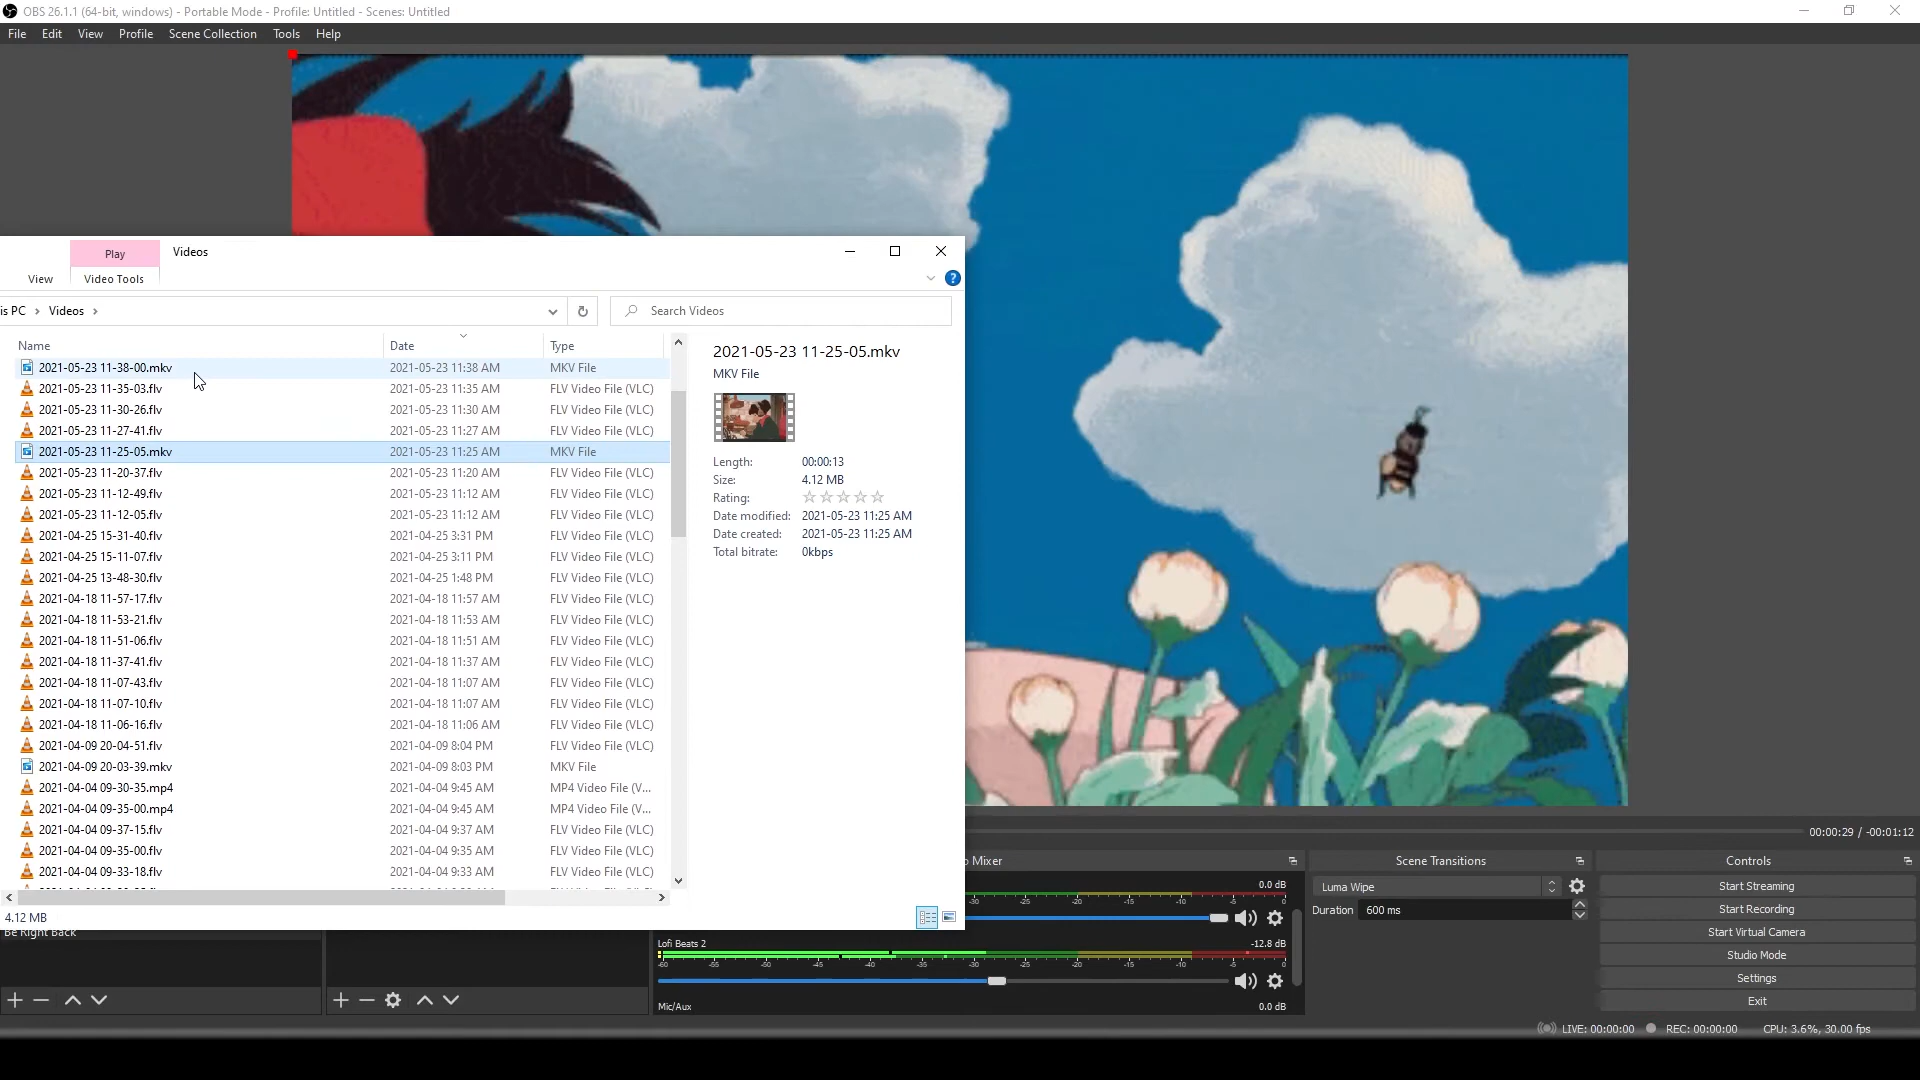 OBS 26.1.1 (64-bit, windows) - Portable Mode - Profile: Untitled - Scenes: Untitled
File Edit View Profile Scene Collection Tools Help
Play Videos
View Video Tools
is PC > Videos >
Search Videos
Name Date Type
2021-05-23 11-38-00.mkv 2021-05-23 11:38 AM MKV File
2021-05-23 11-35-03.flv 2021-05-23 11:35 AM FLV Video File (VLC)
2021-05-23 11-30-26.flv 2021-05-23 11:30 AM FLV Video File (VLC)
2021-05-23 11-27-41.flv 2021-05-23 11:27 AM FLV Video File (VLC)
2021-05-23 11-25-05.mkv 2021-05-23 11:25 AM MKV File
2021-05-23 11-20-37.flv 2021-05-23 11:20 AM FLV Video File (VLC)
2021-05-23 11-12-49.flv 2021-05-23 11:12 AM FLV Video File (VLC)
2021-05-23 11-12-05.flv 2021-05-23 11:12 AM FLV Video File (VLC)
2021-04-25 15-31-40.flv 2021-04-25 3:31 PM FLV Video File (VLC)
2021-04-25 15-11-07.flv 2021-04-25 3:11 PM FLV Video File (VLC)
2021-04-25 13-48-30.flv 2021-04-25 1:48 PM FLV Video File (VLC)
2021-04-18 11-57-17.flv 2021-04-18 11:57 AM FLV Video File (VLC)
2021-04-18 11-53-21.flv 2021-04-18 11:53 AM FLV Video File (VLC)
2021-04-18 11-51-06.flv 2021-04-18 11:51 AM FLV Video File (VLC)
2021-04-18 11-37-41.flv 2021-04-18 11:37 AM FLV Video File (VLC)
2021-04-18 11-07-43.flv 2021-04-18 11:07 AM FLV Video File (VLC)
2021-04-18 11-07-10.flv 2021-04-18 11:07 AM FLV Video File (VLC)
2021-04-18 11-06-16.flv 2021-04-18 11:06 AM FLV Video File (VLC)
2021-04-09 20-04-51.flv 2021-04-09 8:04 PM FLV Video File (VLC)
2021-04-09 20-03-39.mkv 2021-04-09 8:03 PM MKV File
2021-04-04 09-30-35.mp4 2021-04-04 9:45 AM MP4 Video File (V...
2021-04-04 09-35-00.mp4 2021-04-04 9:45 AM MP4 Video File (V...
2021-04-04 09-37-15.flv 2021-04-04 9:37 AM FLV Video File (VLC)
2021-04-04 09-35-00.flv 2021-04-04 9:35 AM FLV Video File (VLC)
2021-04-04 09-33-18.flv 2021-04-04 9:33 AM FLV Video File (VLC)
2021-05-23 11-25-05.mkv
MKV File
Length: 00:00:13
Size: 4.12 MB
Rating:
Date modified: 2021-05-23 11:25 AM
Date created: 2021-05-23 11:25 AM
Total bitrate: 0kbps
4.12 MB
Be Right Back
00:00:29 / -00:01:12
Mixer
0.0 dB
-30 -25 -20 -15 -10 -5 0
Lofi Beats 2 -12.8 dB
-60 -55 -50 -45 -40 -35 -30 -25 -20 -15 -10 -5 0
Mic/Aux 0.0 dB
Scene Transitions
Luma Wipe
Duration 600 ms
Controls
Start Streaming
Start Recording
Start Virtual Camera
Studio Mode
Settings
Exit
LIVE: 00:00:00 REC: 00:00:00 CPU: 3.6%, 30.00 fps